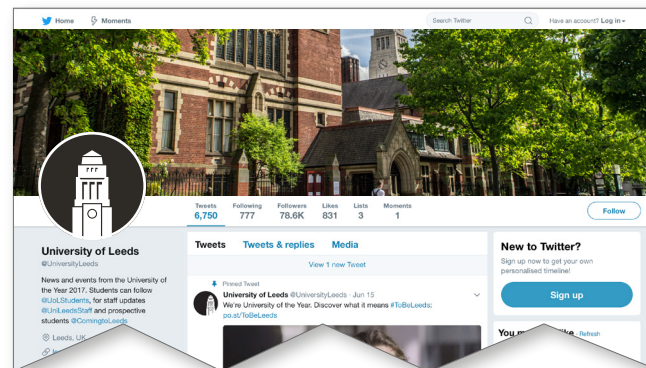 Home Moments Search Twitter Have an account? Log in
Tweets Following Followers Likes Lists Moments
6,750 777 78.6K 831 3 1
Follow
University of Leeds
@UniversityLeeds
News and events from the University of
the Year 2017. Students can follow
@UoLStudents, for staff updates
@UniLeedsStaff and prospective
students @ComingtoLeeds
Leeds, UK
Tweets Tweets & replies Media
View 1 new Tweet
Pinned Tweet
University of Leeds @UniversityLeeds · Jun 15
We're University of the Year. Discover what it means #ToBeLeeds:
po.st/ToBeLeeds
New to Twitter?
Sign up now to get your own
personalised timeline!
Sign up
You · Refresh